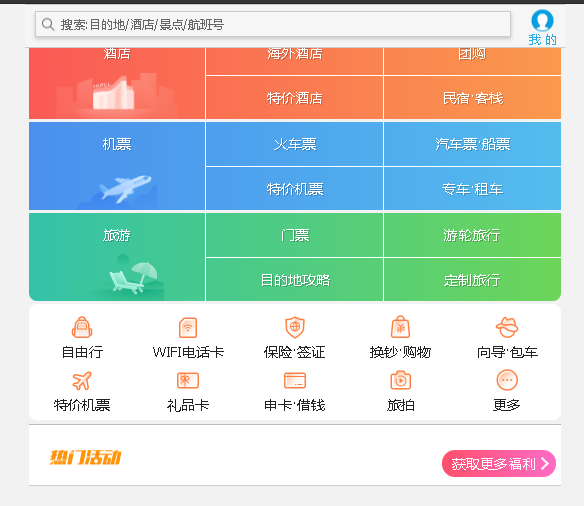 搜索:目的地/酒店/景点/航班号
我 的
酒店
海外酒店
团购
特价酒店
民宿·客栈
HOTEL
机票
火车票
汽车票·船票
特价机票
专车·租车
旅游
门票
游轮旅行
目的地攻略
定制旅行
自由行
WIFI电话卡
保险·签证
换钞·购物
向导·包车
特价机票
礼品卡
申卡·借钱
旅拍
更多
热门活动
获取更多福利